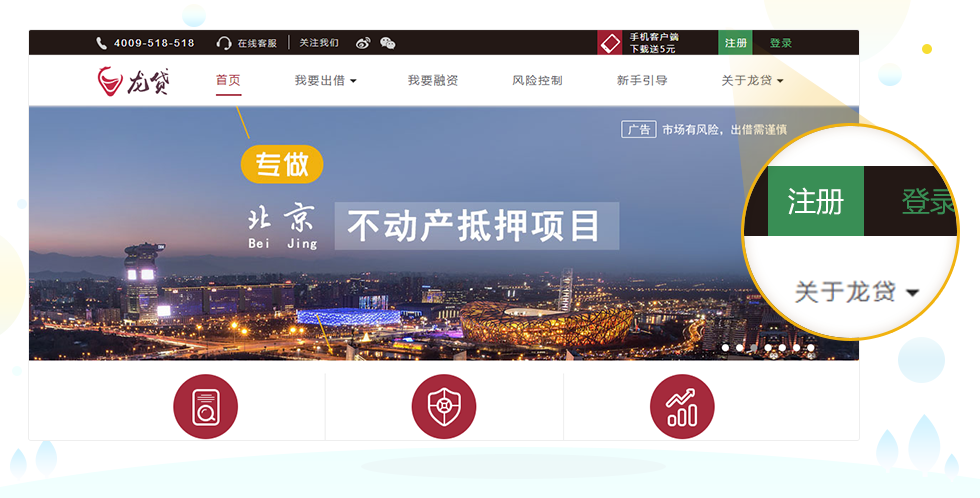 4009-518-518 在线客服 关注我们
手机客户端
下载送5元
注册 登录
龙贷 首页 我要出借 我要融资 风险控制 新手引导 关于龙贷
广告 市场有风险，出借需谨慎
专做
北京
Bei Jing
不动产抵押项目
注册 登录
关于龙贷